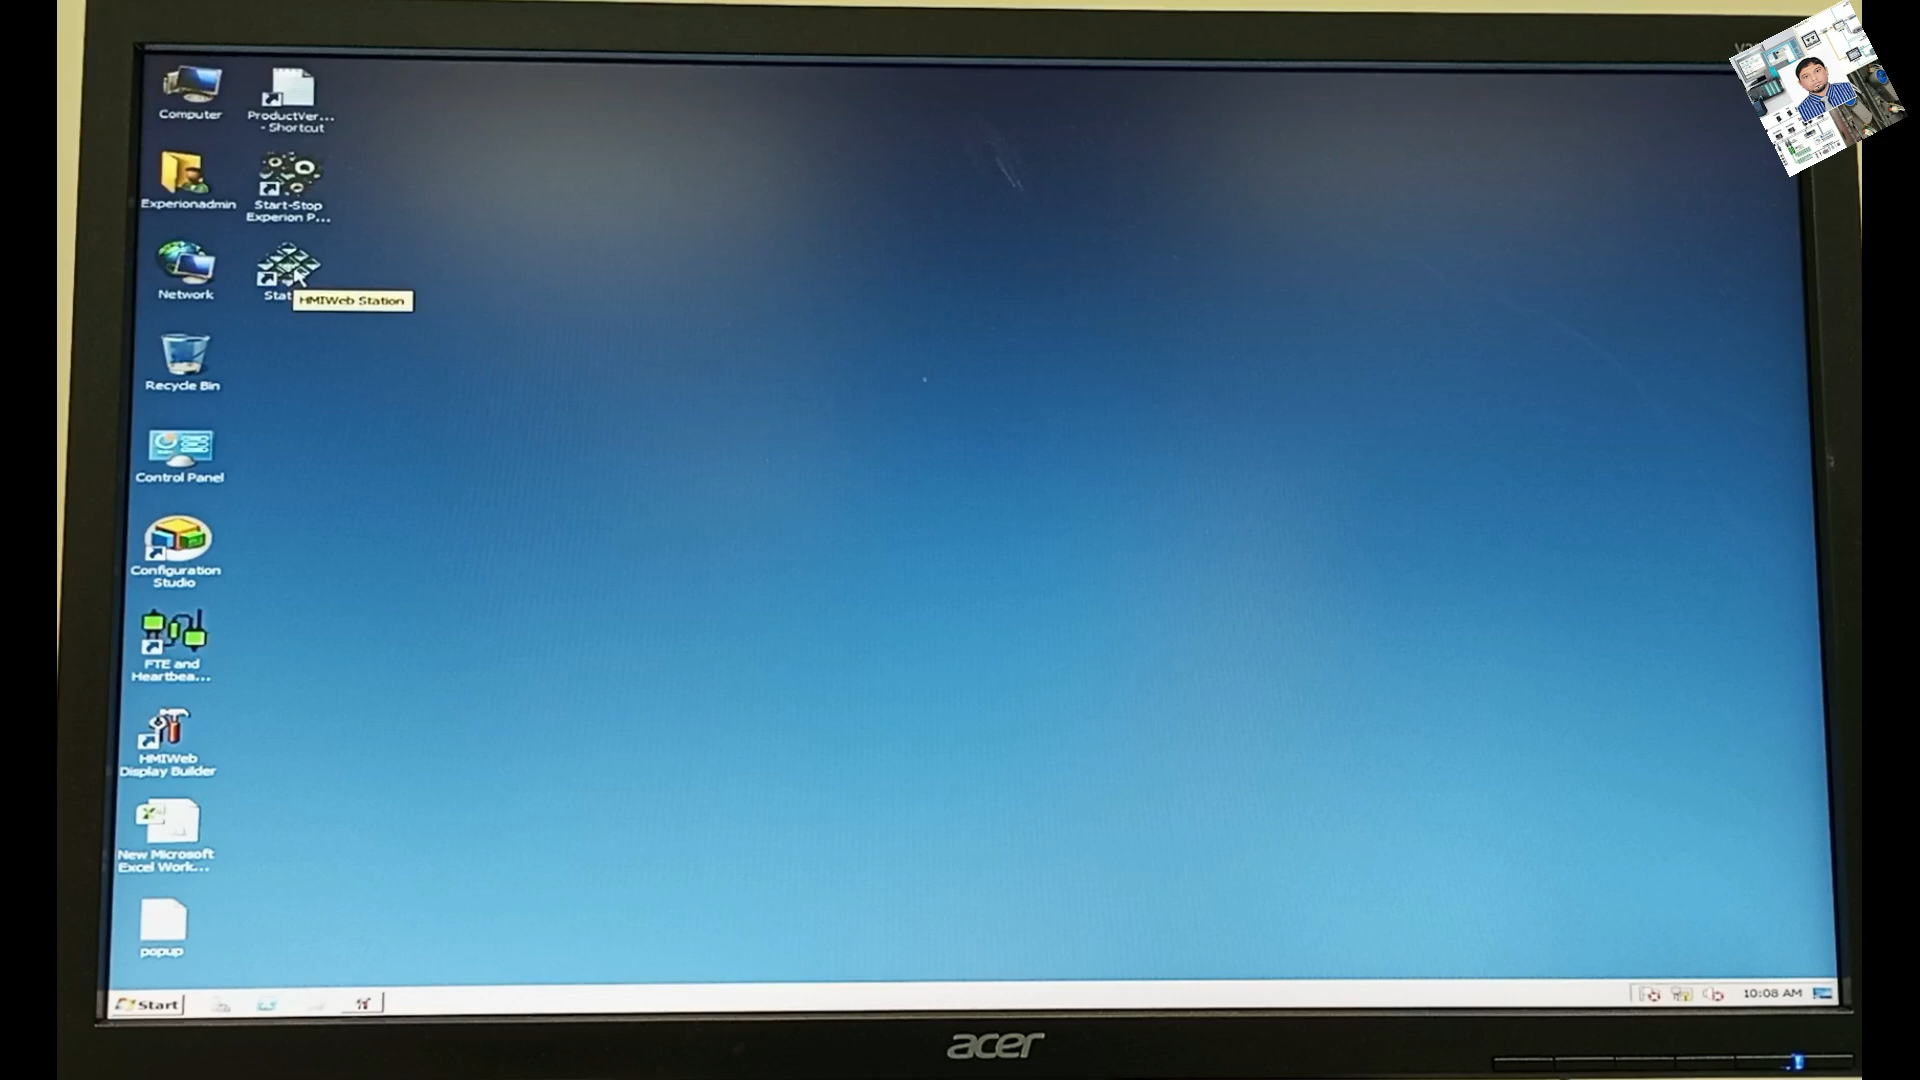 Computer
ProductVer...
- Shortcut
Experionadmin
Start-Stop
Experion P...
Network
Stat
HMIWeb Station
Recycle Bin
Control Panel
Configuration
Studio
FTE and
Heartbea...
HMIWeb
Display Builder
New Microsoft
Excel Work...
popup
Start
10:08 AM
acer